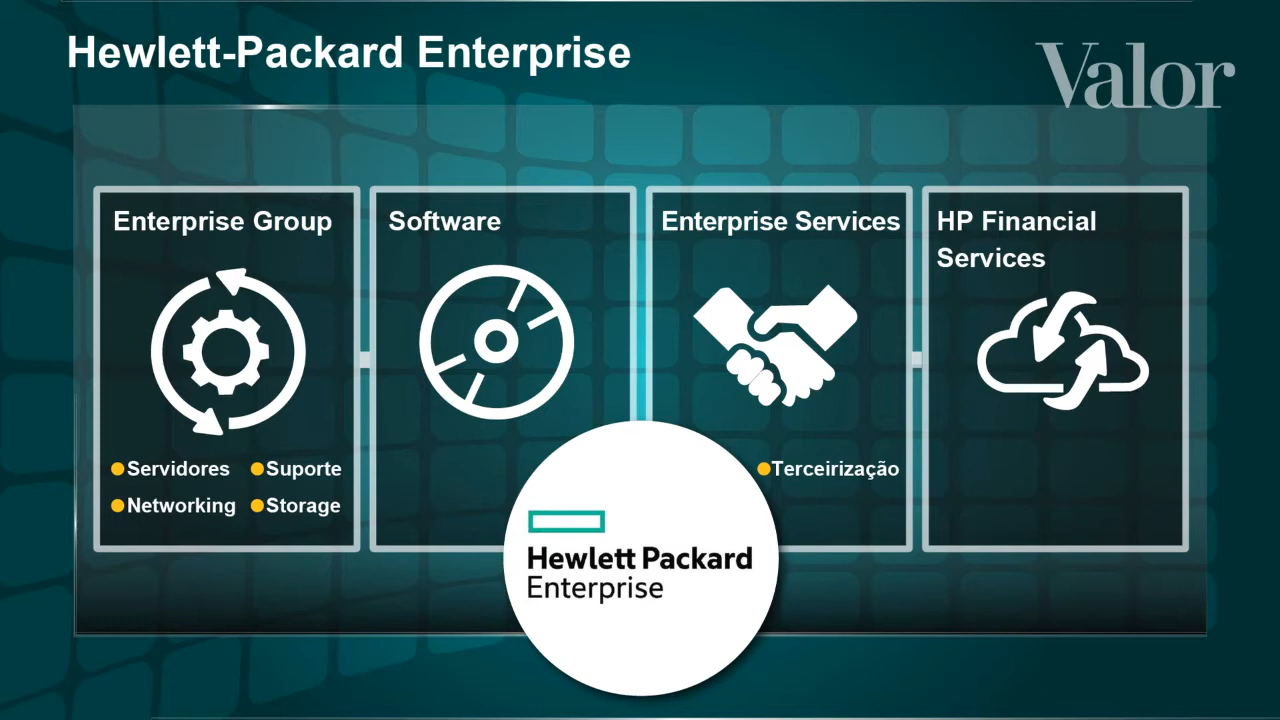 Hewlett-Packard Enterprise
Valor
Enterprise Group
Servidores
Suporte
Networking
Storage
Software
Enterprise Services
Terceirização
HP Financial
Services
Hewlett Packard
Enterprise